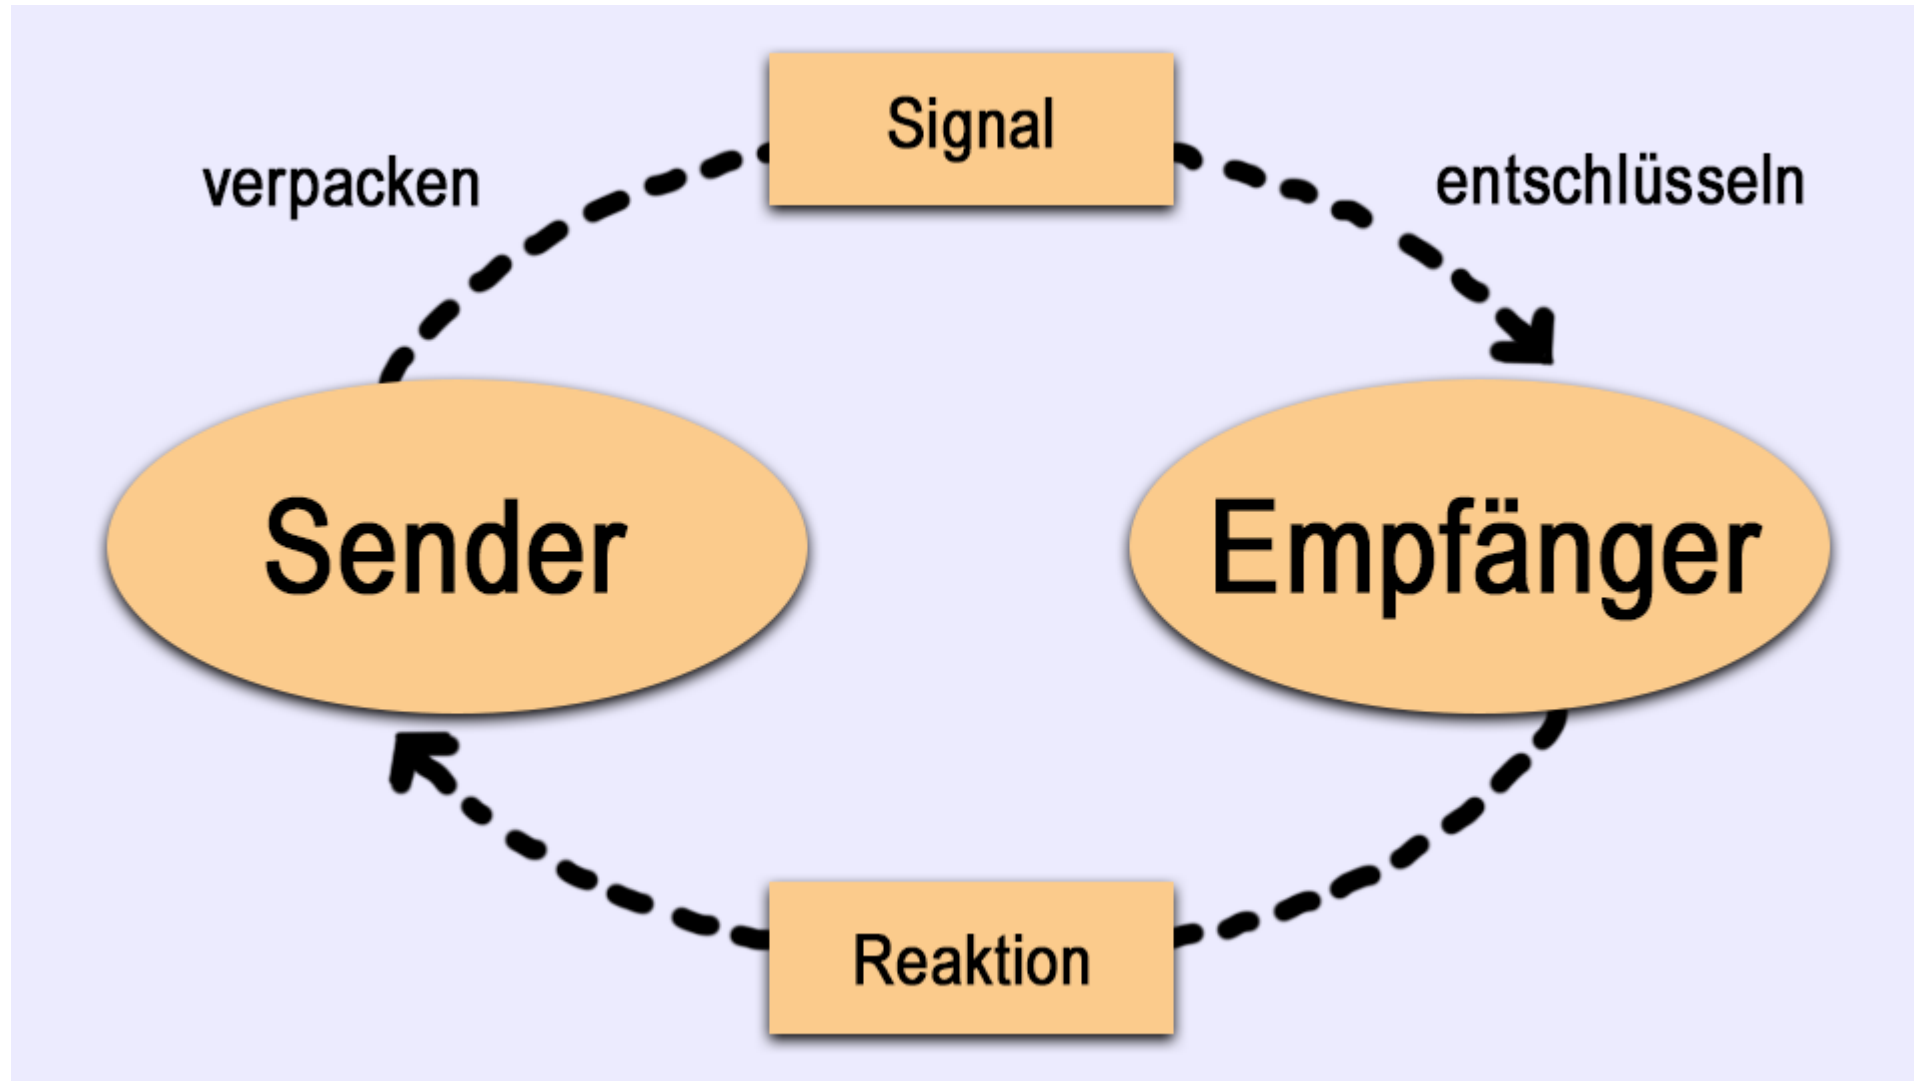 Signal
verpacken
entschlüsseln
Sender
Empfänger
Reaktion